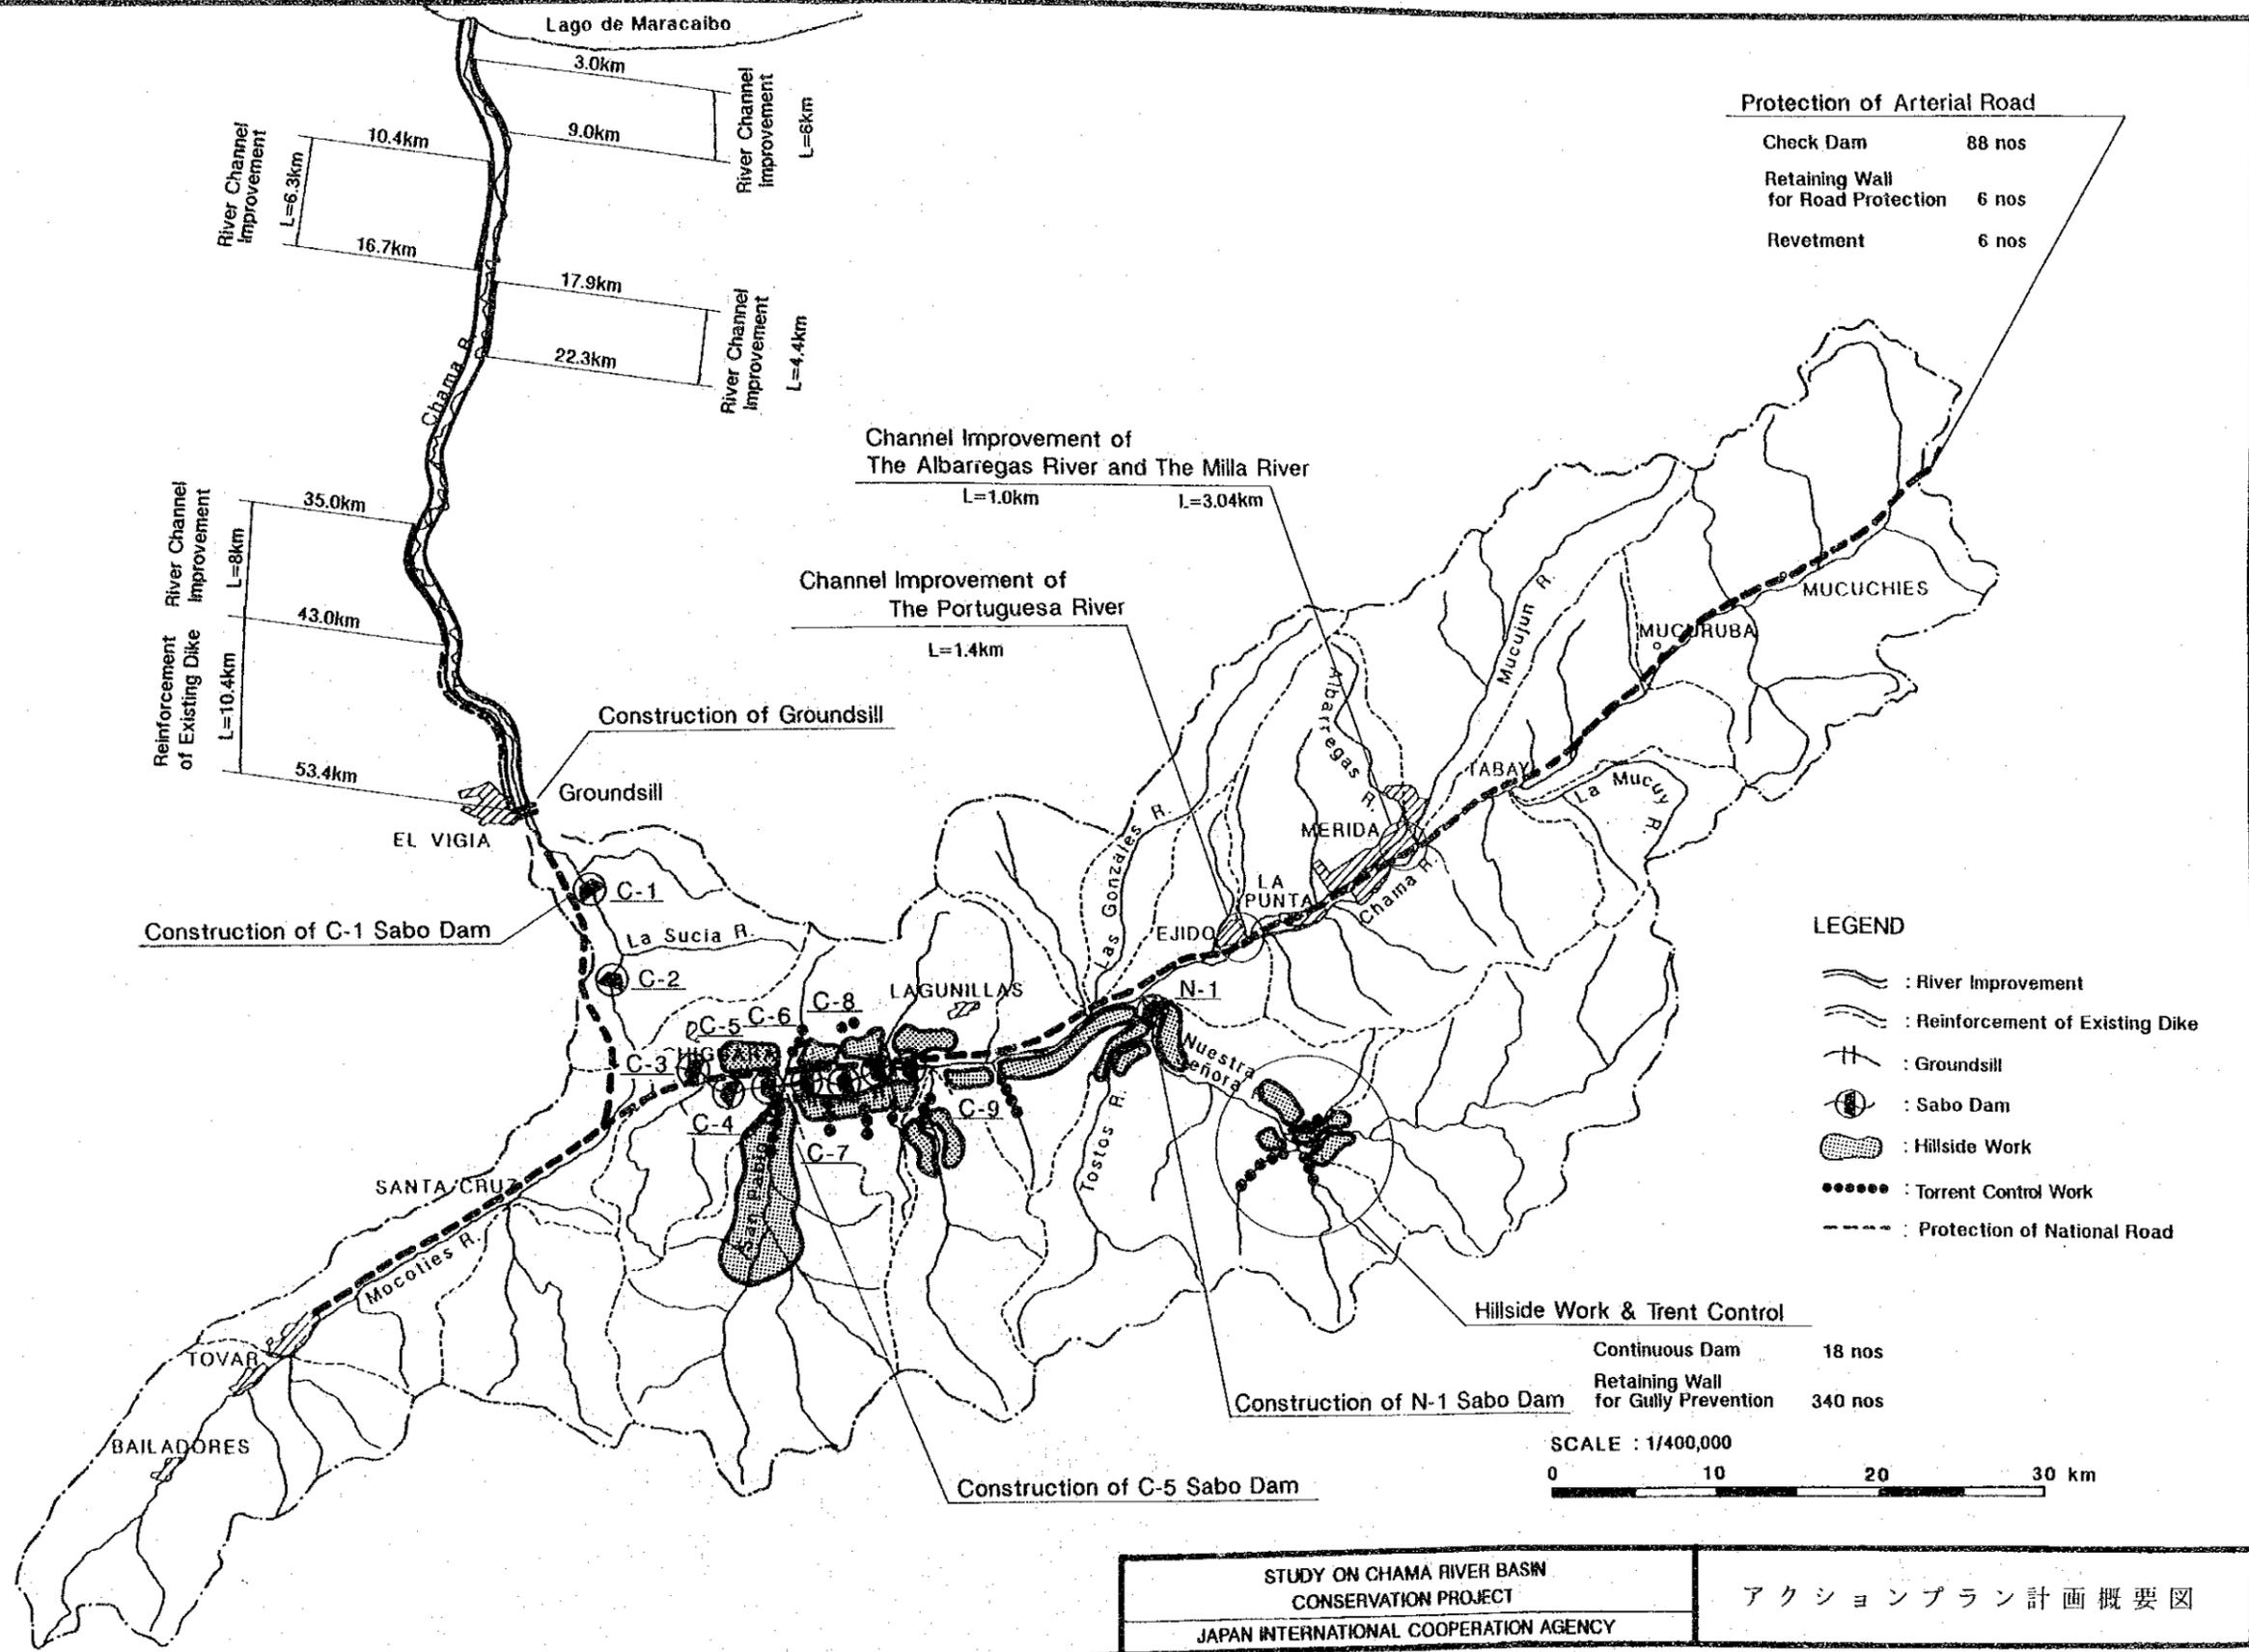 Lago de Maracaibo
3.0km
9.0km
River Channel
Improvement
L=6km
10.4km
16.7km
River Channel
Improvement
L=6.3km
17.9km
22.3km
River Channel
Improvement
L=4.4km
Chama R.
35.0km
43.0km
53.4km
River Channel
Improvement
L=8km
Reinforcement
of Existing Dike
L=10.4km
Protection of Arterial Road
Check Dam 88 nos
Retaining Wall
for Road Protection 6 nos
Revetment 6 nos
Channel Improvement of
The Albarregas River and The Milla River
L=1.0km L=3.04km
Channel Improvement of
The Portuguesa River
L=1.4km
Construction of Groundsill
Groundsill
EL VIGIA
C-1
Construction of C-1 Sabo Dam
La Sucia R.
C-2
C-3
C-4
C-5
C-6
C-7
C-8
C-9
LAGUNILLAS
San Pablo
N-1
Nuestra
Señora
Tostos R.
Las Gonzáles R.
EJIDO
LA
PUNTA
MERIDA
Chama R.
Albarregas R.
Mucujun R.
TABAY
La Mucuy R.
MUCURUBA
MUCUCHIES
SANTA CRUZ
Mocoties R.
TOVAR
BAILADORES
LEGEND
: River Improvement
: Reinforcement of Existing Dike
: Groundsill
: Sabo Dam
: Hillside Work
: Torrent Control Work
: Protection of National Road
Hillside Work & Trent Control
Continuous Dam 18 nos
Retaining Wall
for Gully Prevention 340 nos
Construction of N-1 Sabo Dam
Construction of C-5 Sabo Dam
SCALE : 1/400,000
0 10 20 30 km
STUDY ON CHAMA RIVER BASIN
CONSERVATION PROJECT
JAPAN INTERNATIONAL COOPERATION AGENCY
アクションプラン計画概要図